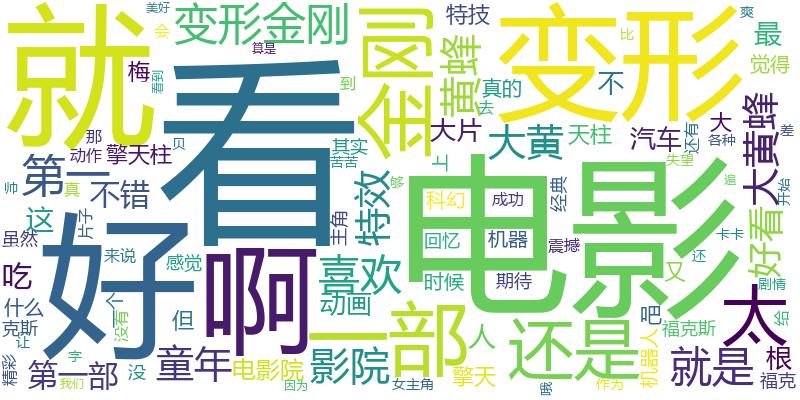 美好
会
变形金刚
特技
就
梅
算是
看到
看
到
金刚
黄蜂
真的
去
变形
不
比
爽
最
觉得
那
动作
擎天柱
贝
其实
苦苦
大片
大黄
天柱
汽车
还有
大
各种
差
大黄蜂
第一
不错
帅
真
片子
主角
特效
上
够
科幻
成功
经典
失望
遍
开始
这
虽然
好
来说
啊
电影
回忆
机器
震撼
还
卡卡
好看
吃
感觉
喜欢
时候
期待
又
剧情
什么
克斯
让
一个
没有
但
动画
一部
人
还是
吧
福克斯
太
给
精彩
第一部
字
我们
没
童年
电影院
因为
影院
女主角
擎天
哦
作为
机器人
就是
根
福克